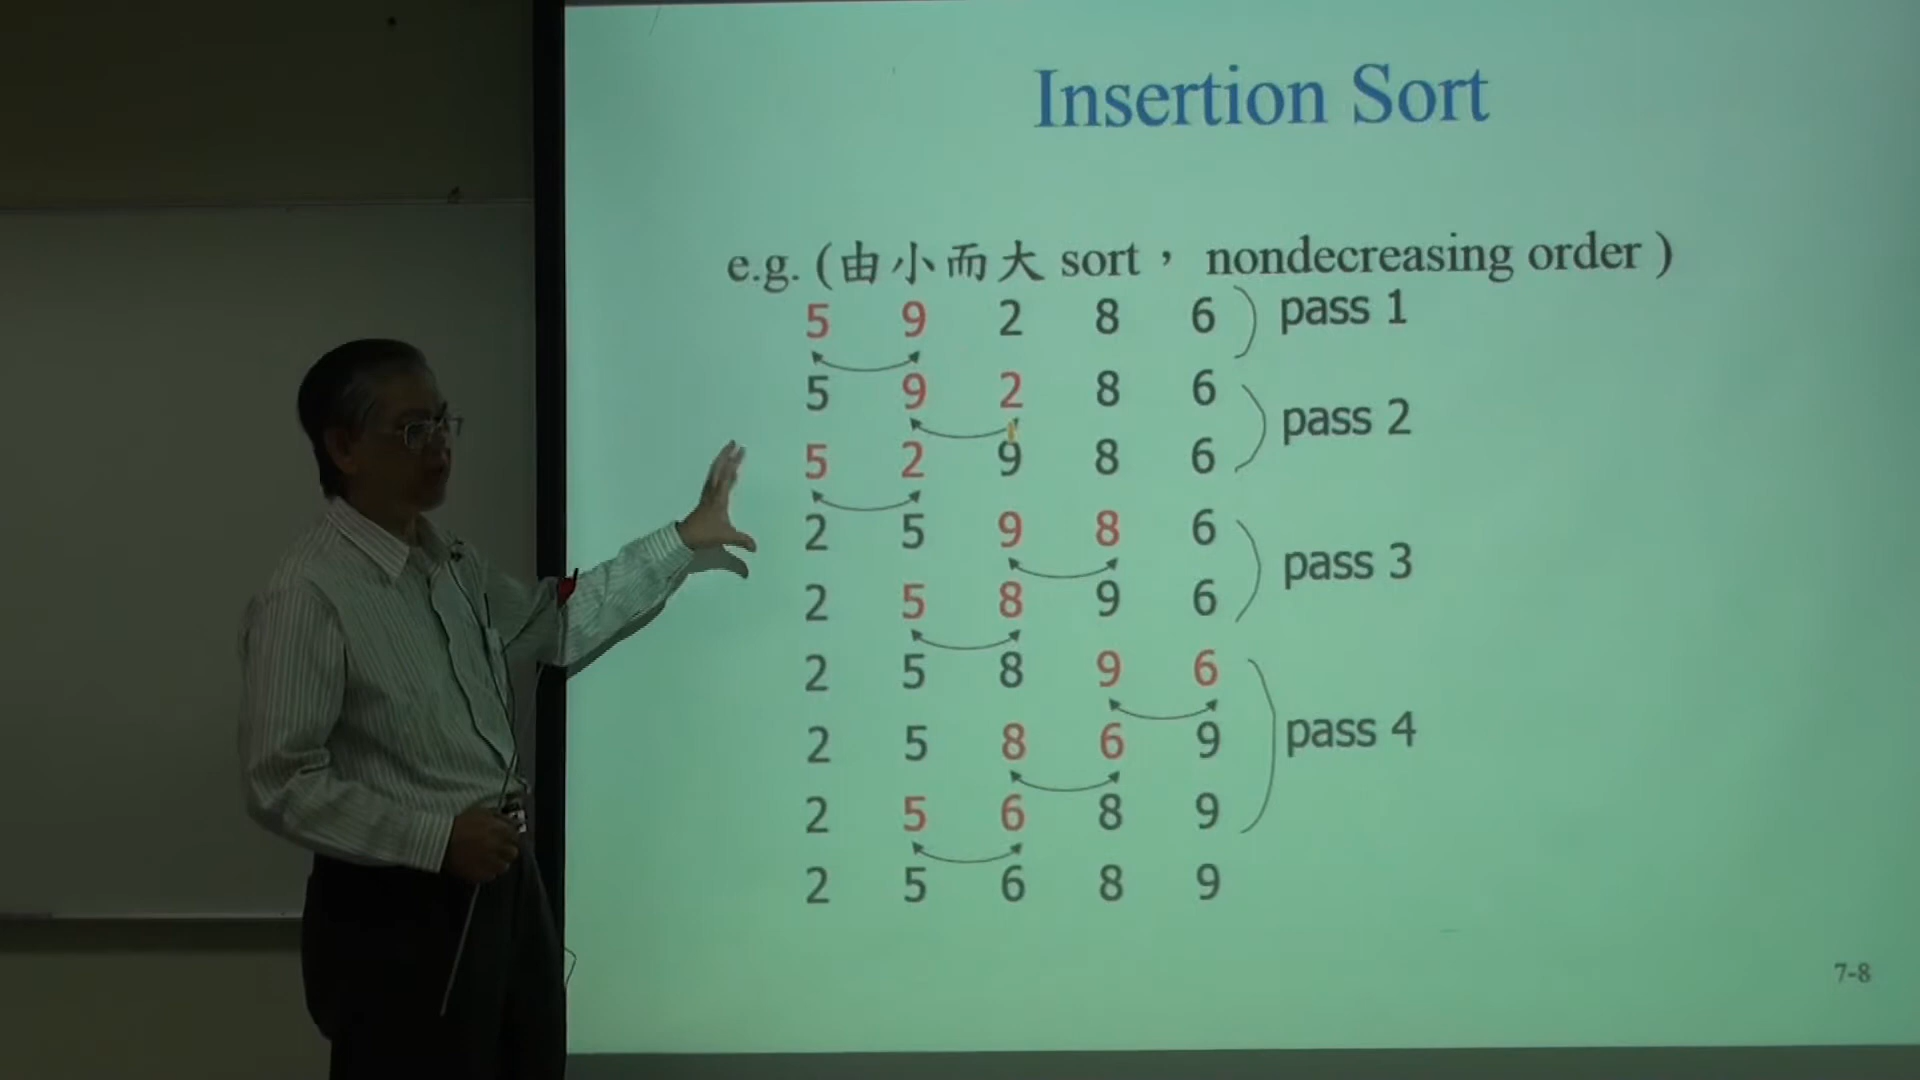 Insertion Sort
e.g. (由小而大 sort， nondecreasing order )
5 9 2 8 6 pass 1
5 9 2 8 6 pass 2
5 2 9 8 6
2 5 9 8 6 pass 3
2 5 8 9 6
2 5 8 9 6
2 5 8 6 9 pass 4
2 5 6 8 9
2 5 6 8 9
7-8